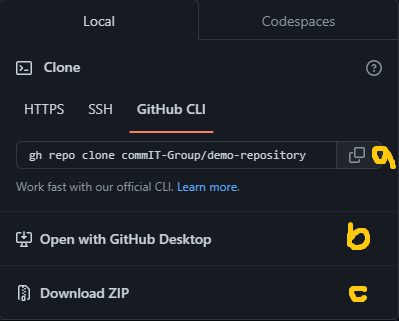 Local Codespaces
Clone
HTTPS SSH GitHub CLI
gh repo clone commIT-Group/demo-repository a
Work fast with our official CLI. Learn more.
Open with GitHub Desktop b
Download ZIP c